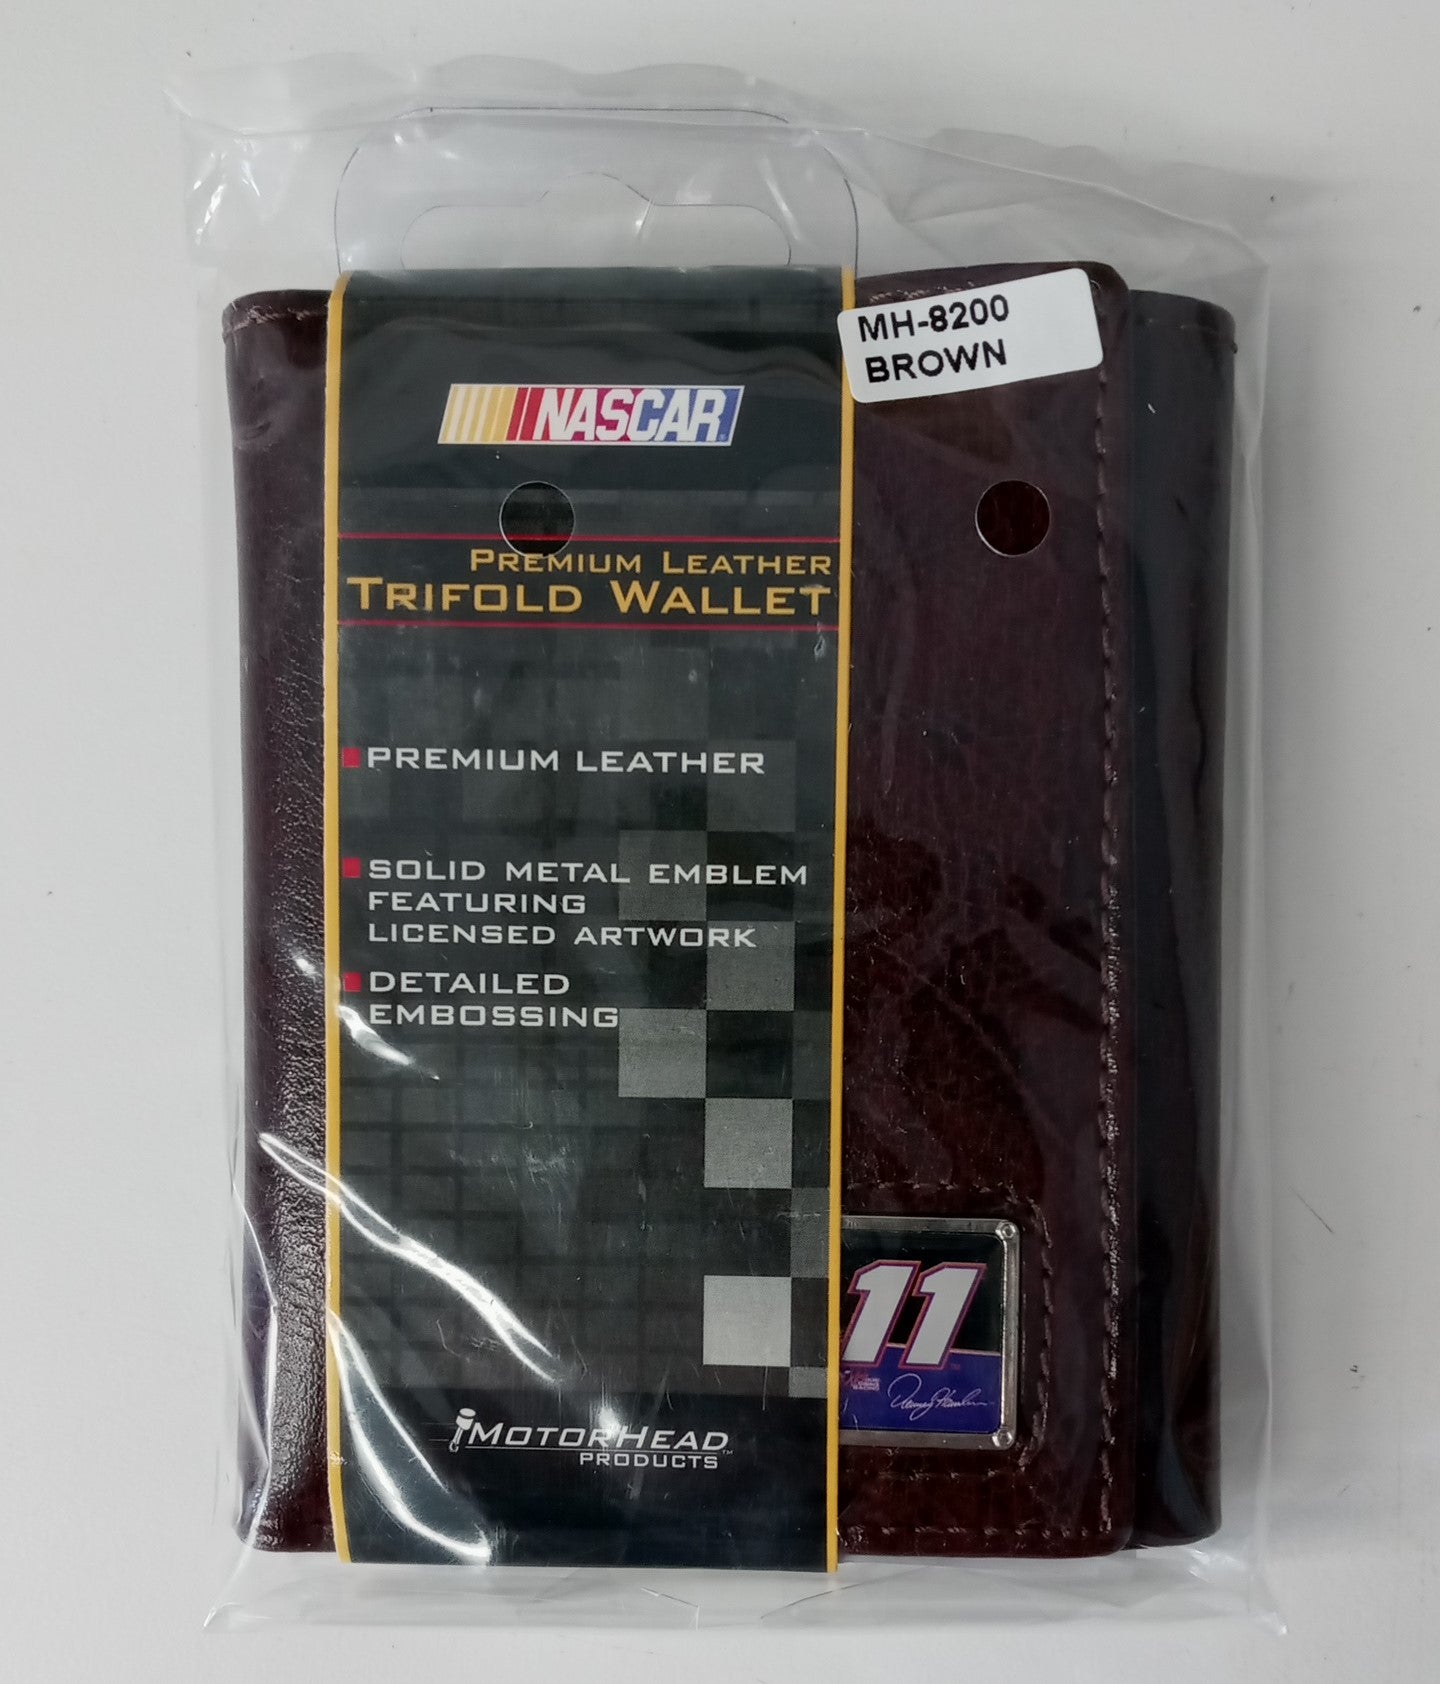 MH-8200
BROWN
NASCAR
PREMIUM LEATHER
TRIFOLD WALLET
PREMIUM LEATHER
SOLID METAL EMBLEM
FEATURING
LICENSED ARTWORK
DETAILED
EMBOSSING
11
MOTORHEAD™
PRODUCTS